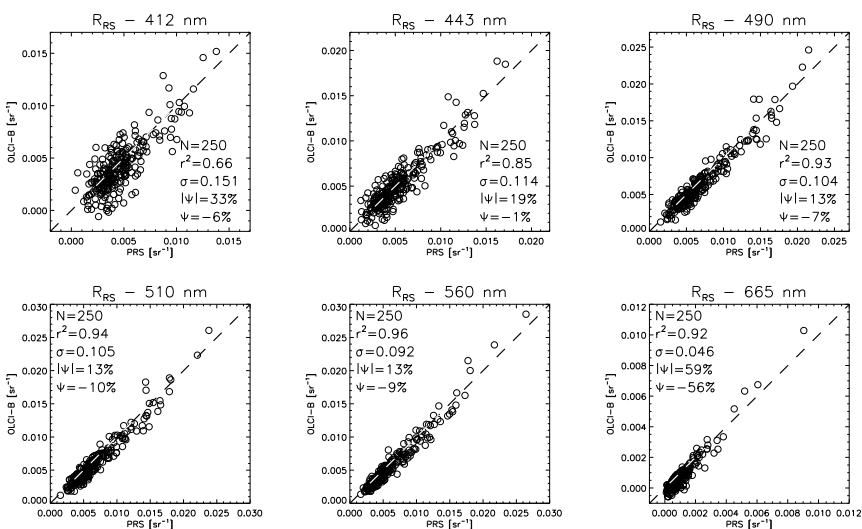 R_RS − 412 nm
0.015
0.010
0.005
0.000
OLCI−B [sr⁻¹]
N=250
r²=0.66
σ=0.151
|Ψ|=33%
Ψ=−6%
0.000 0.005 0.010 0.015
PRS [sr⁻¹]
R_RS − 443 nm
0.020
0.015
0.010
0.005
0.000
OLCI−B [sr⁻¹]
N=250
r²=0.85
σ=0.114
|Ψ|=19%
Ψ=−1%
0.000 0.005 0.010 0.015 0.020
PRS [sr⁻¹]
R_RS − 490 nm
0.025
0.020
0.015
0.010
0.005
0.000
OLCI−B [sr⁻¹]
N=250
r²=0.93
σ=0.104
|Ψ|=13%
Ψ=−7%
0.000 0.005 0.010 0.015 0.020 0.025
PRS [sr⁻¹]
R_RS − 510 nm
0.030
0.025
0.020
0.015
0.010
0.005
0.000
OLCI−B [sr⁻¹]
N=250
r²=0.94
σ=0.105
|Ψ|=13%
Ψ=−10%
0.000 0.005 0.010 0.015 0.020 0.025 0.030
PRS [sr⁻¹]
R_RS − 560 nm
0.030
0.025
0.020
0.015
0.010
0.005
0.000
OLCI−B [sr⁻¹]
N=250
r²=0.96
σ=0.092
|Ψ|=13%
Ψ=−9%
0.000 0.005 0.010 0.015 0.020 0.025 0.030
PRS [sr⁻¹]
R_RS − 665 nm
0.012
0.010
0.008
0.006
0.004
0.002
0.000
OLCI−B [sr⁻¹]
N=250
r²=0.92
σ=0.046
|Ψ|=59%
Ψ=−56%
0.000 0.002 0.004 0.006 0.008 0.010 0.012
PRS [sr⁻¹]